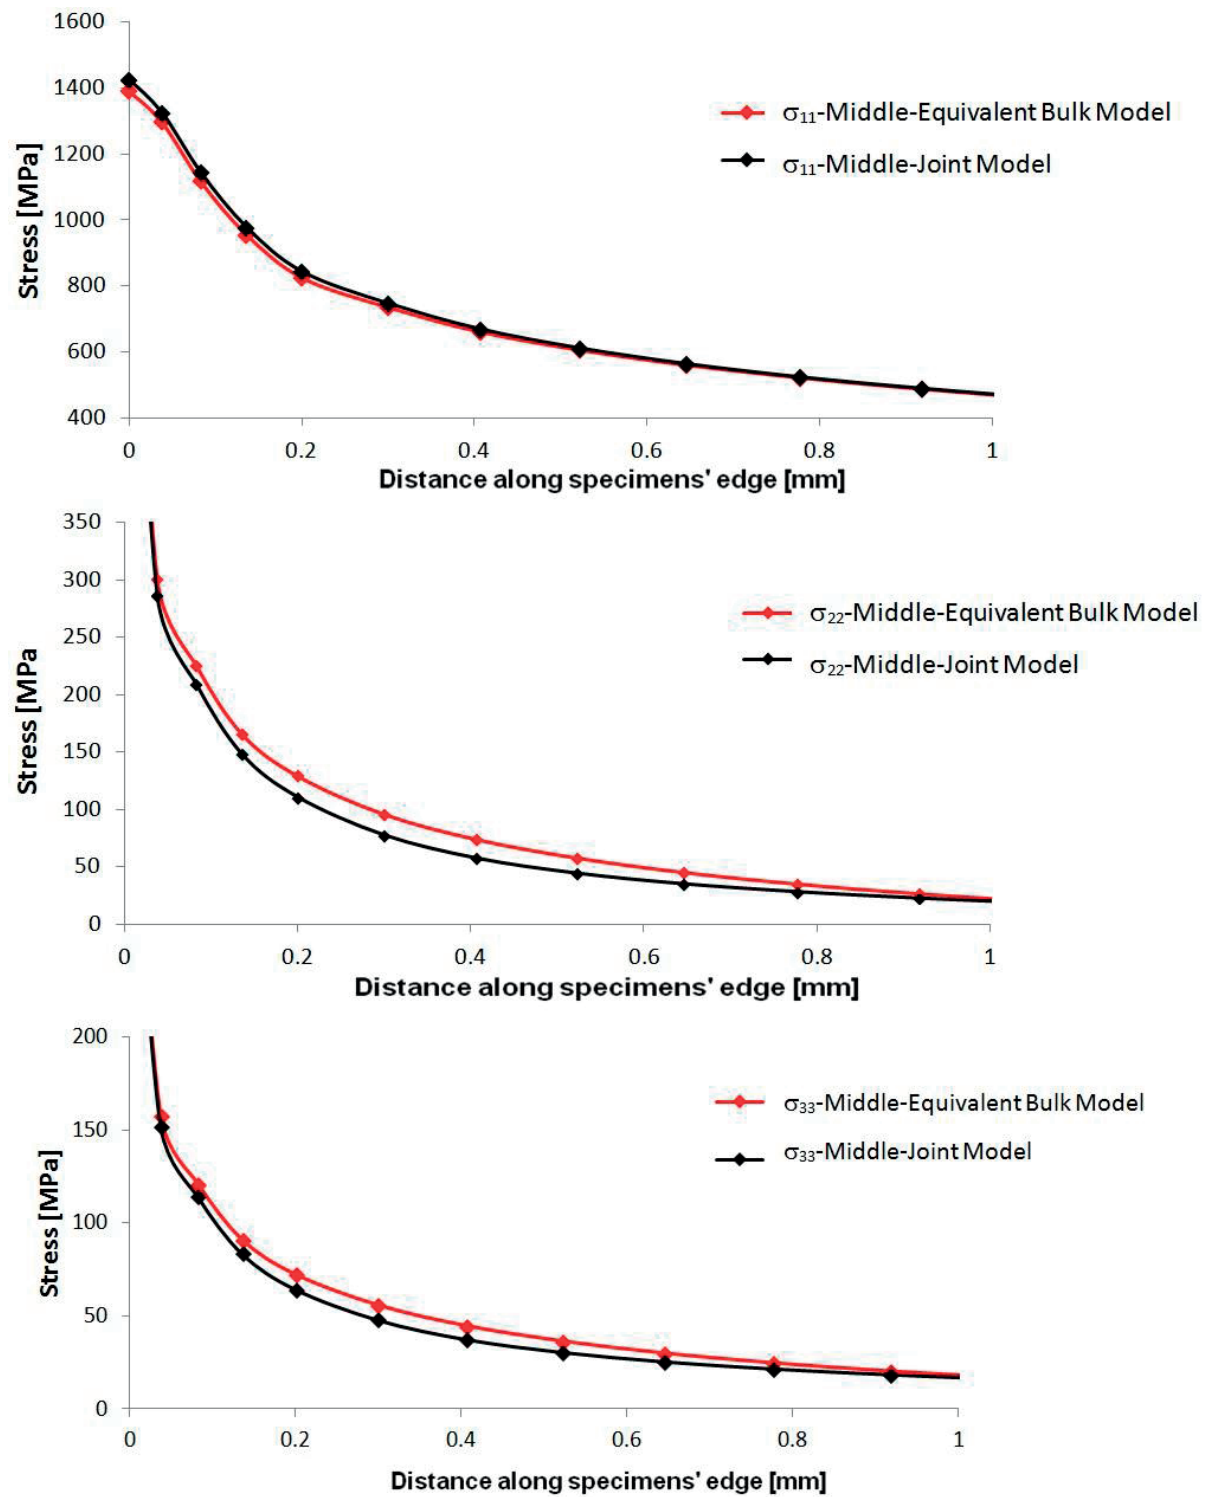 1600
1400
1200
1000
800
600
400
Stress [MPa]
σ₁₁-Middle-Equivalent Bulk Model
σ₁₁-Middle-Joint Model
0 0.2 0.4 0.6 0.8 1
Distance along specimens' edge [mm]
350
300
250
200
150
100
50
0
Stress [MPa
σ₂₂-Middle-Equivalent Bulk Model
σ₂₂-Middle-Joint Model
0 0.2 0.4 0.6 0.8 1
Distance along specimens' edge [mm]
200
150
100
50
0
Stress [MPa]
σ₃₃-Middle-Equivalent Bulk Model
σ₃₃-Middle-Joint Model
0 0.2 0.4 0.6 0.8 1
Distance along specimens' edge [mm]